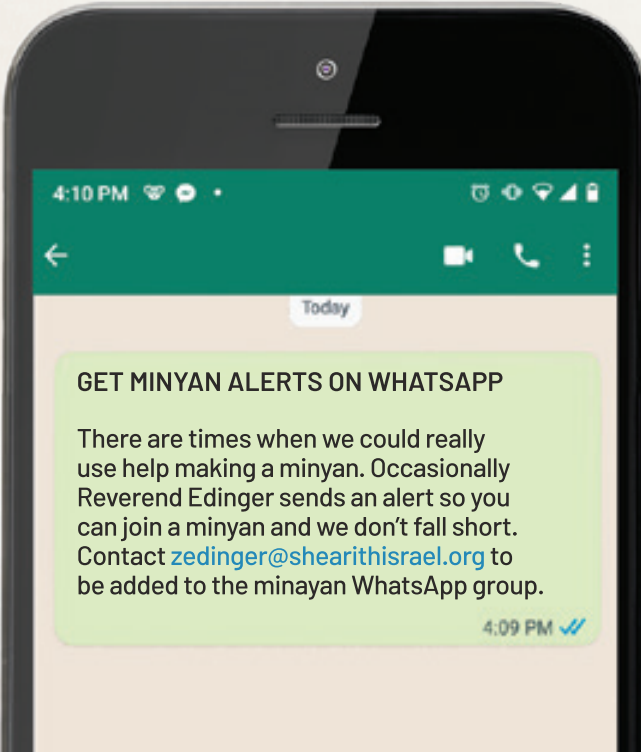 4:10 PM
Today
GET MINYAN ALERTS ON WHATSAPP
There are times when we could really
use help making a minyan. Occasionally
Reverend Edinger sends an alert so you
can join a minyan and we don’t fall short.
Contact zedinger@shearithisrael.org to
be added to the minayan WhatsApp group.
4:09 PM